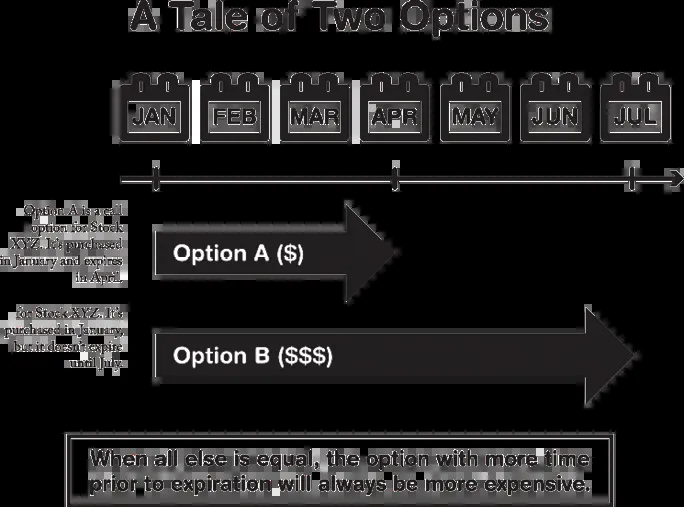 A Tale of Two Options
JAN FEB MAR APR MAY JUN JUL
Option A is a call
option for Stock
XYZ. It's purchased
in January and expires
in April.
Option A ($)
for Stock XYZ. It's
purchased in January,
but it doesn't expire
until July.
Option B ($$$)
When all else is equal, the option with more time
prior to expiration will always be more expensive.